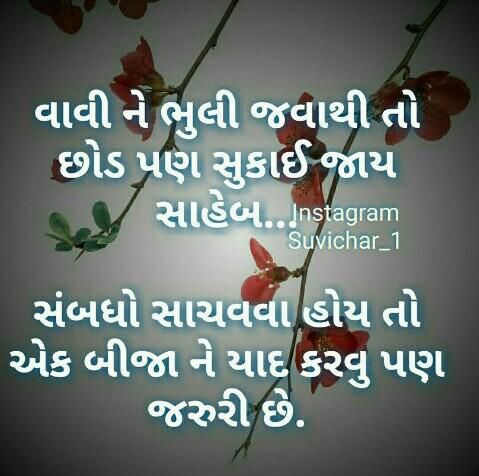 વાવી ને ભુલી જવાથી તો
છોડ પણ સુકાઈ જાય
સાહેબ...
Instagram
Suvichar_1
સંબધો સાચવવા હોય તો
એક બીજા ને યાદ કરવુ પણ
જરુરી છે.